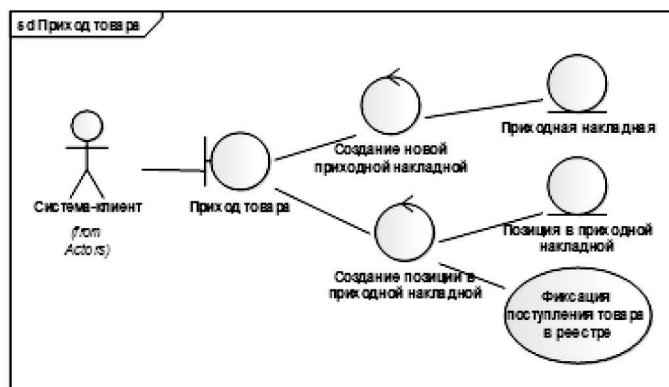 sd Приход товара
Система-клиент
(from
Actors)
Приход товара
Создание новой
приходной накладной
Приходная накладная
Создание позиции в
приходной накладной
Позиция в приходной
накладной
Фиксация
поступления товара
в реестре